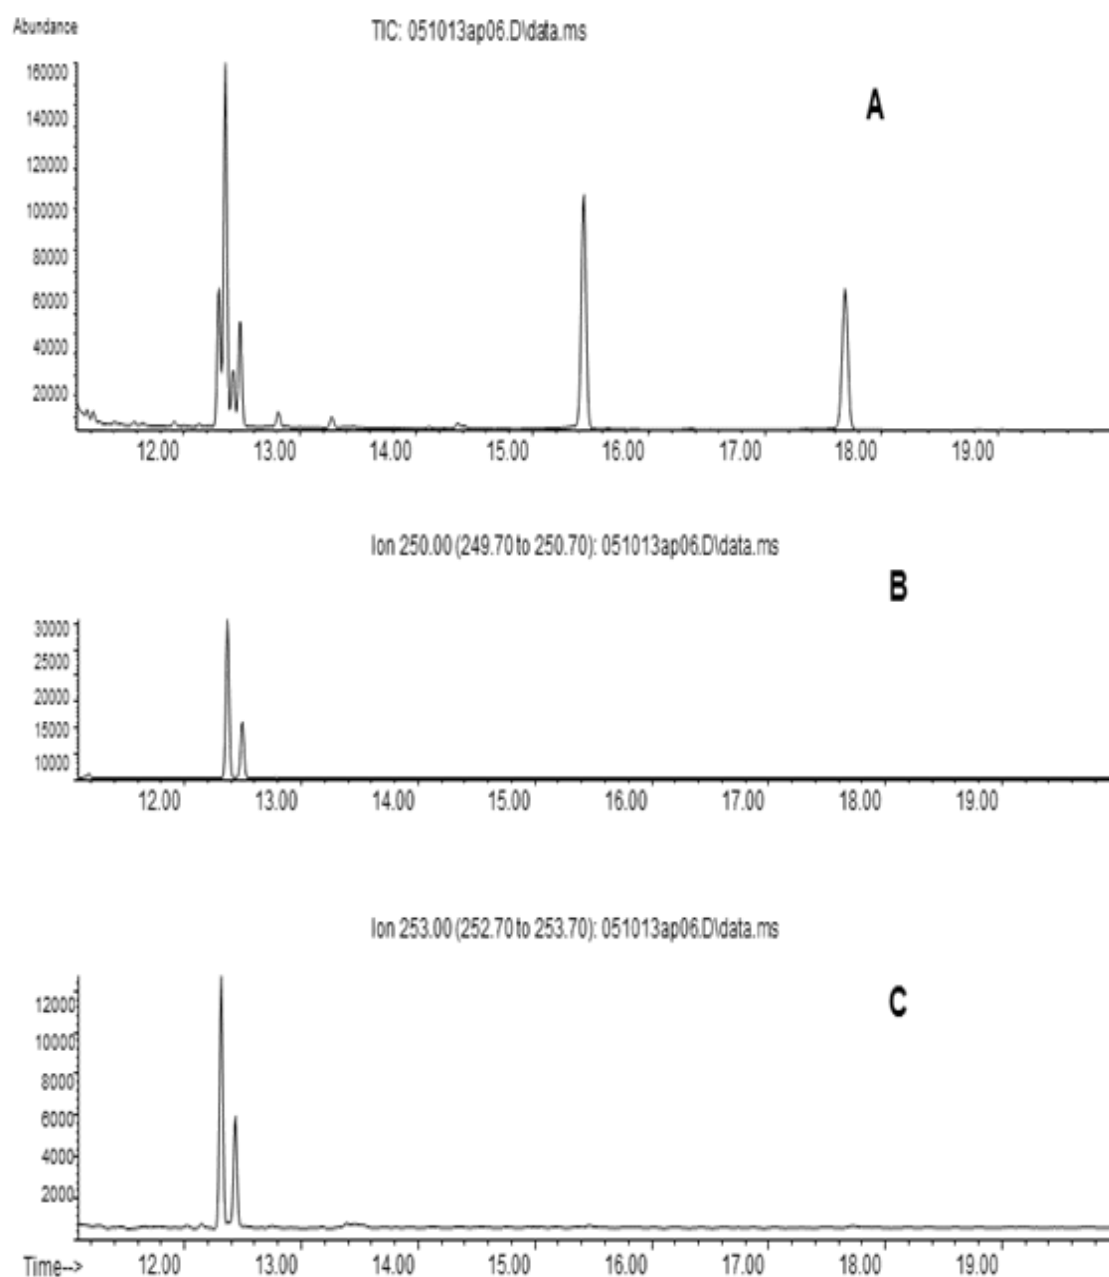 Abundance
TIC: 051013ap06.D\data.ms
A
160000
140000
120000
100000
80000
60000
40000
20000
12.00 13.00 14.00 15.00 16.00 17.00 18.00 19.00
Ion 250.00 (249.70 to 250.70): 051013ap06.D\data.ms
B
30000
25000
20000
15000
10000
12.00 13.00 14.00 15.00 16.00 17.00 18.00 19.00
Ion 253.00 (252.70 to 253.70): 051013ap06.D\data.ms
C
12000
10000
8000
6000
4000
2000
Time--> 12.00 13.00 14.00 15.00 16.00 17.00 18.00 19.00